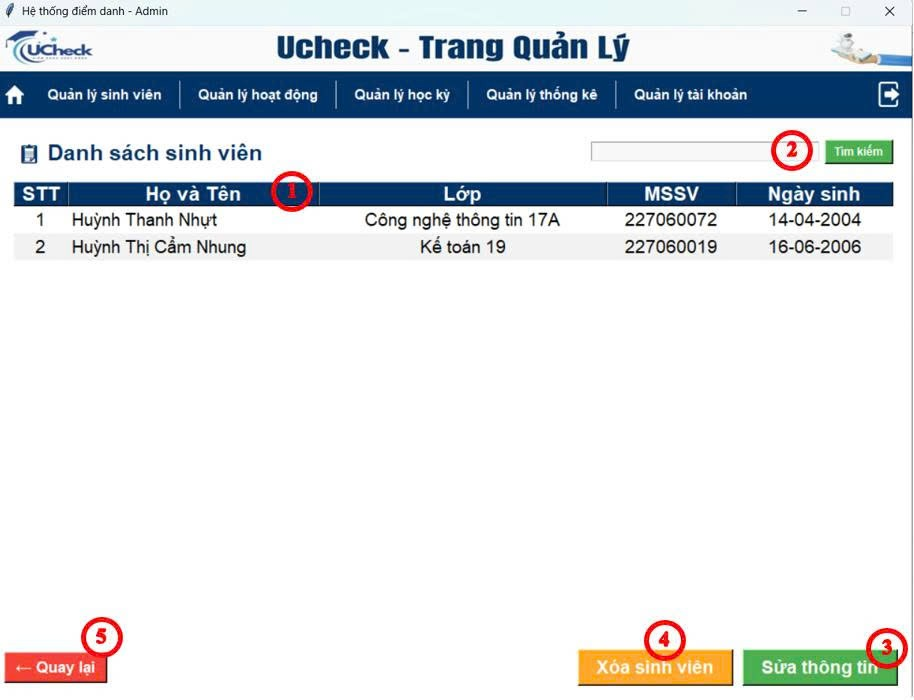 Hệ thống điểm danh - Admin
UCheck
Ucheck - Trang Quản Lý
Quản lý sinh viên Quản lý hoạt động Quản lý học kỳ Quản lý thống kê Quản lý tài khoản
Danh sách sinh viên 2 Tìm kiếm
STT Họ và Tên 1 Lớp MSSV Ngày sinh
1 Huỳnh Thanh Nhựt Công nghệ thông tin 17A 227060072 14-04-2004
2 Huỳnh Thị Cẩm Nhung Kế toán 19 227060019 16-06-2006
5 4 3
← Quay lại Xóa sinh viên Sửa thông tin